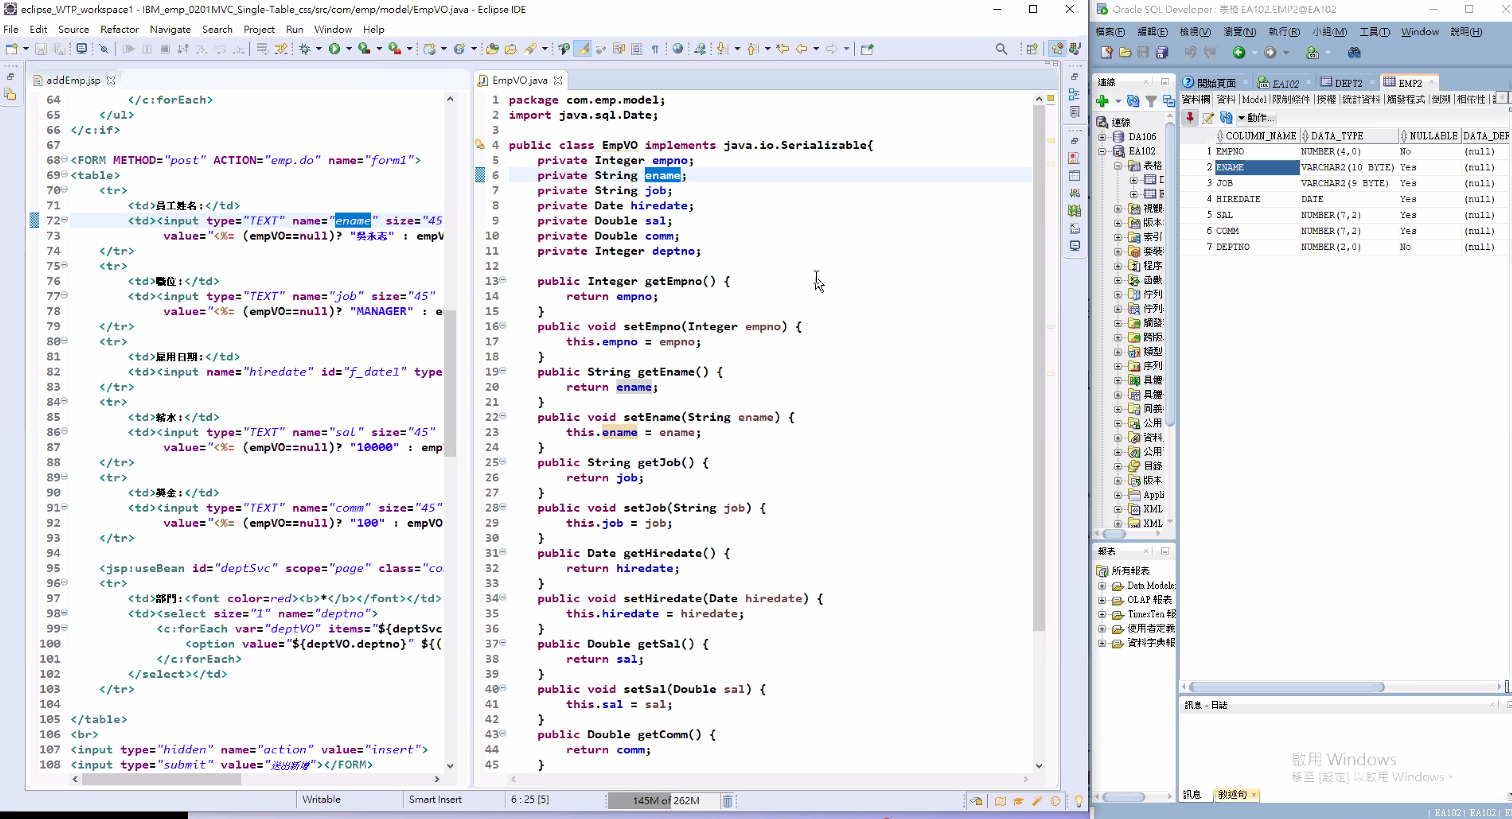 eclipse_WTP_workspace1 - IBM_emp_0201MVC_Single-Table_css/src/com/emp/model/EmpVO.java - Eclipse IDE
File Edit Source Refactor Navigate Search Project Run Window Help
addEmp.jsp
64 </c:forEach>
65 </ul>
66 </c:if>
67
68 <FORM METHOD="post" ACTION="emp.do" name="form1">
69 <table>
70 <tr>
71 <td>員工姓名:</td>
72 <td><input type="TEXT" name="ename" size="45
73 value="<%= (empVO==null)? "吳永志" : empV
74 </tr>
75 <tr>
76 <td>職位:</td>
77 <td><input type="TEXT" name="job" size="45"
78 value="<%= (empVO==null)? "MANAGER" : e
79 </tr>
80 <tr>
81 <td>雇用日期:</td>
82 <td><input name="hiredate" id="f_date1" type
83 </tr>
84 <tr>
85 <td>薪水:</td>
86 <td><input type="TEXT" name="sal" size="45"
87 value="<%= (empVO==null)? "10000" : emp
88 </tr>
89 <tr>
90 <td>獎金:</td>
91 <td><input type="TEXT" name="comm" size="45"
92 value="<%= (empVO==null)? "100" : empVO
93 </tr>
94
95 <jsp:useBean id="deptSvc" scope="page" class="co
96 <tr>
97 <td>部門:<font color=red><b>*</b></font></td>
98 <td><select size="1" name="deptno">
99 <c:forEach var="deptVO" items="${deptSvc
100 <option value="${deptVO.deptno}" ${(
101 </c:forEach>
102 </select></td>
103 </tr>
104
105 </table>
106 <br>
107 <input type="hidden" name="action" value="insert">
108 <input type="submit" value="送出新增"></FORM>
EmpVO.java
1 package com.emp.model;
2 import java.sql.Date;
3
4 public class EmpVO implements java.io.Serializable{
5 private Integer empno;
6 private String ename;
7 private String job;
8 private Date hiredate;
9 private Double sal;
10 private Double comm;
11 private Integer deptno;
12
13 public Integer getEmpno() {
14 return empno;
15 }
16 public void setEmpno(Integer empno) {
17 this.empno = empno;
18 }
19 public String getEname() {
20 return ename;
21 }
22 public void setEname(String ename) {
23 this.ename = ename;
24 }
25 public String getJob() {
26 return job;
27 }
28 public void setJob(String job) {
29 this.job = job;
30 }
31 public Date getHiredate() {
32 return hiredate;
33 }
34 public void setHiredate(Date hiredate) {
35 this.hiredate = hiredate;
36 }
37 public Double getSal() {
38 return sal;
39 }
40 public void setSal(Double sal) {
41 this.sal = sal;
42 }
43 public Double getComm() {
44 return comm;
45 }
Writable Smart Insert 6 : 25 [5] 145M of 262M
Oracle SQL Developer : 表格 EA102.EMP2@EA102
檔案(F) 編輯(E) 檢視(V) 瀏覽(N) 執行(R) 小組(M) 工具(T) Window 說明(H)
連線
連線
DA106
EA102
表格
視觀
版本
索引
套裝
程序
函數
佇列
佇列
觸發
跨版
類型
序列
具體
具體
同義
公用
資料
公用
目錄
版本
Appli
XML
XML
報表
所有報表
Data Modele
OLAP 報表
TimesTen 報
使用者定義
資料字典報
開始頁面 EA102 DEPT2 EMP2
資料欄 資料 Model 限制條件 授權 統計資料 觸發程式 倒溯 相依性
動作...
COLUMN_NAME DATA_TYPE NULLABLE DATA_DEF
1 EMPNO NUMBER(4,0) No (null)
2 ENAME VARCHAR2(10 BYTE) Yes (null)
3 JOB VARCHAR2(9 BYTE) Yes (null)
4 HIREDATE DATE Yes (null)
5 SAL NUMBER(7,2) Yes (null)
6 COMM NUMBER(7,2) Yes (null)
7 DEPTNO NUMBER(2,0) No (null)
訊息 - 日誌
啟用 Windows
移至 [設定] 以啟用 Windows。
訊息 敘述句
EA102 EA102 EM